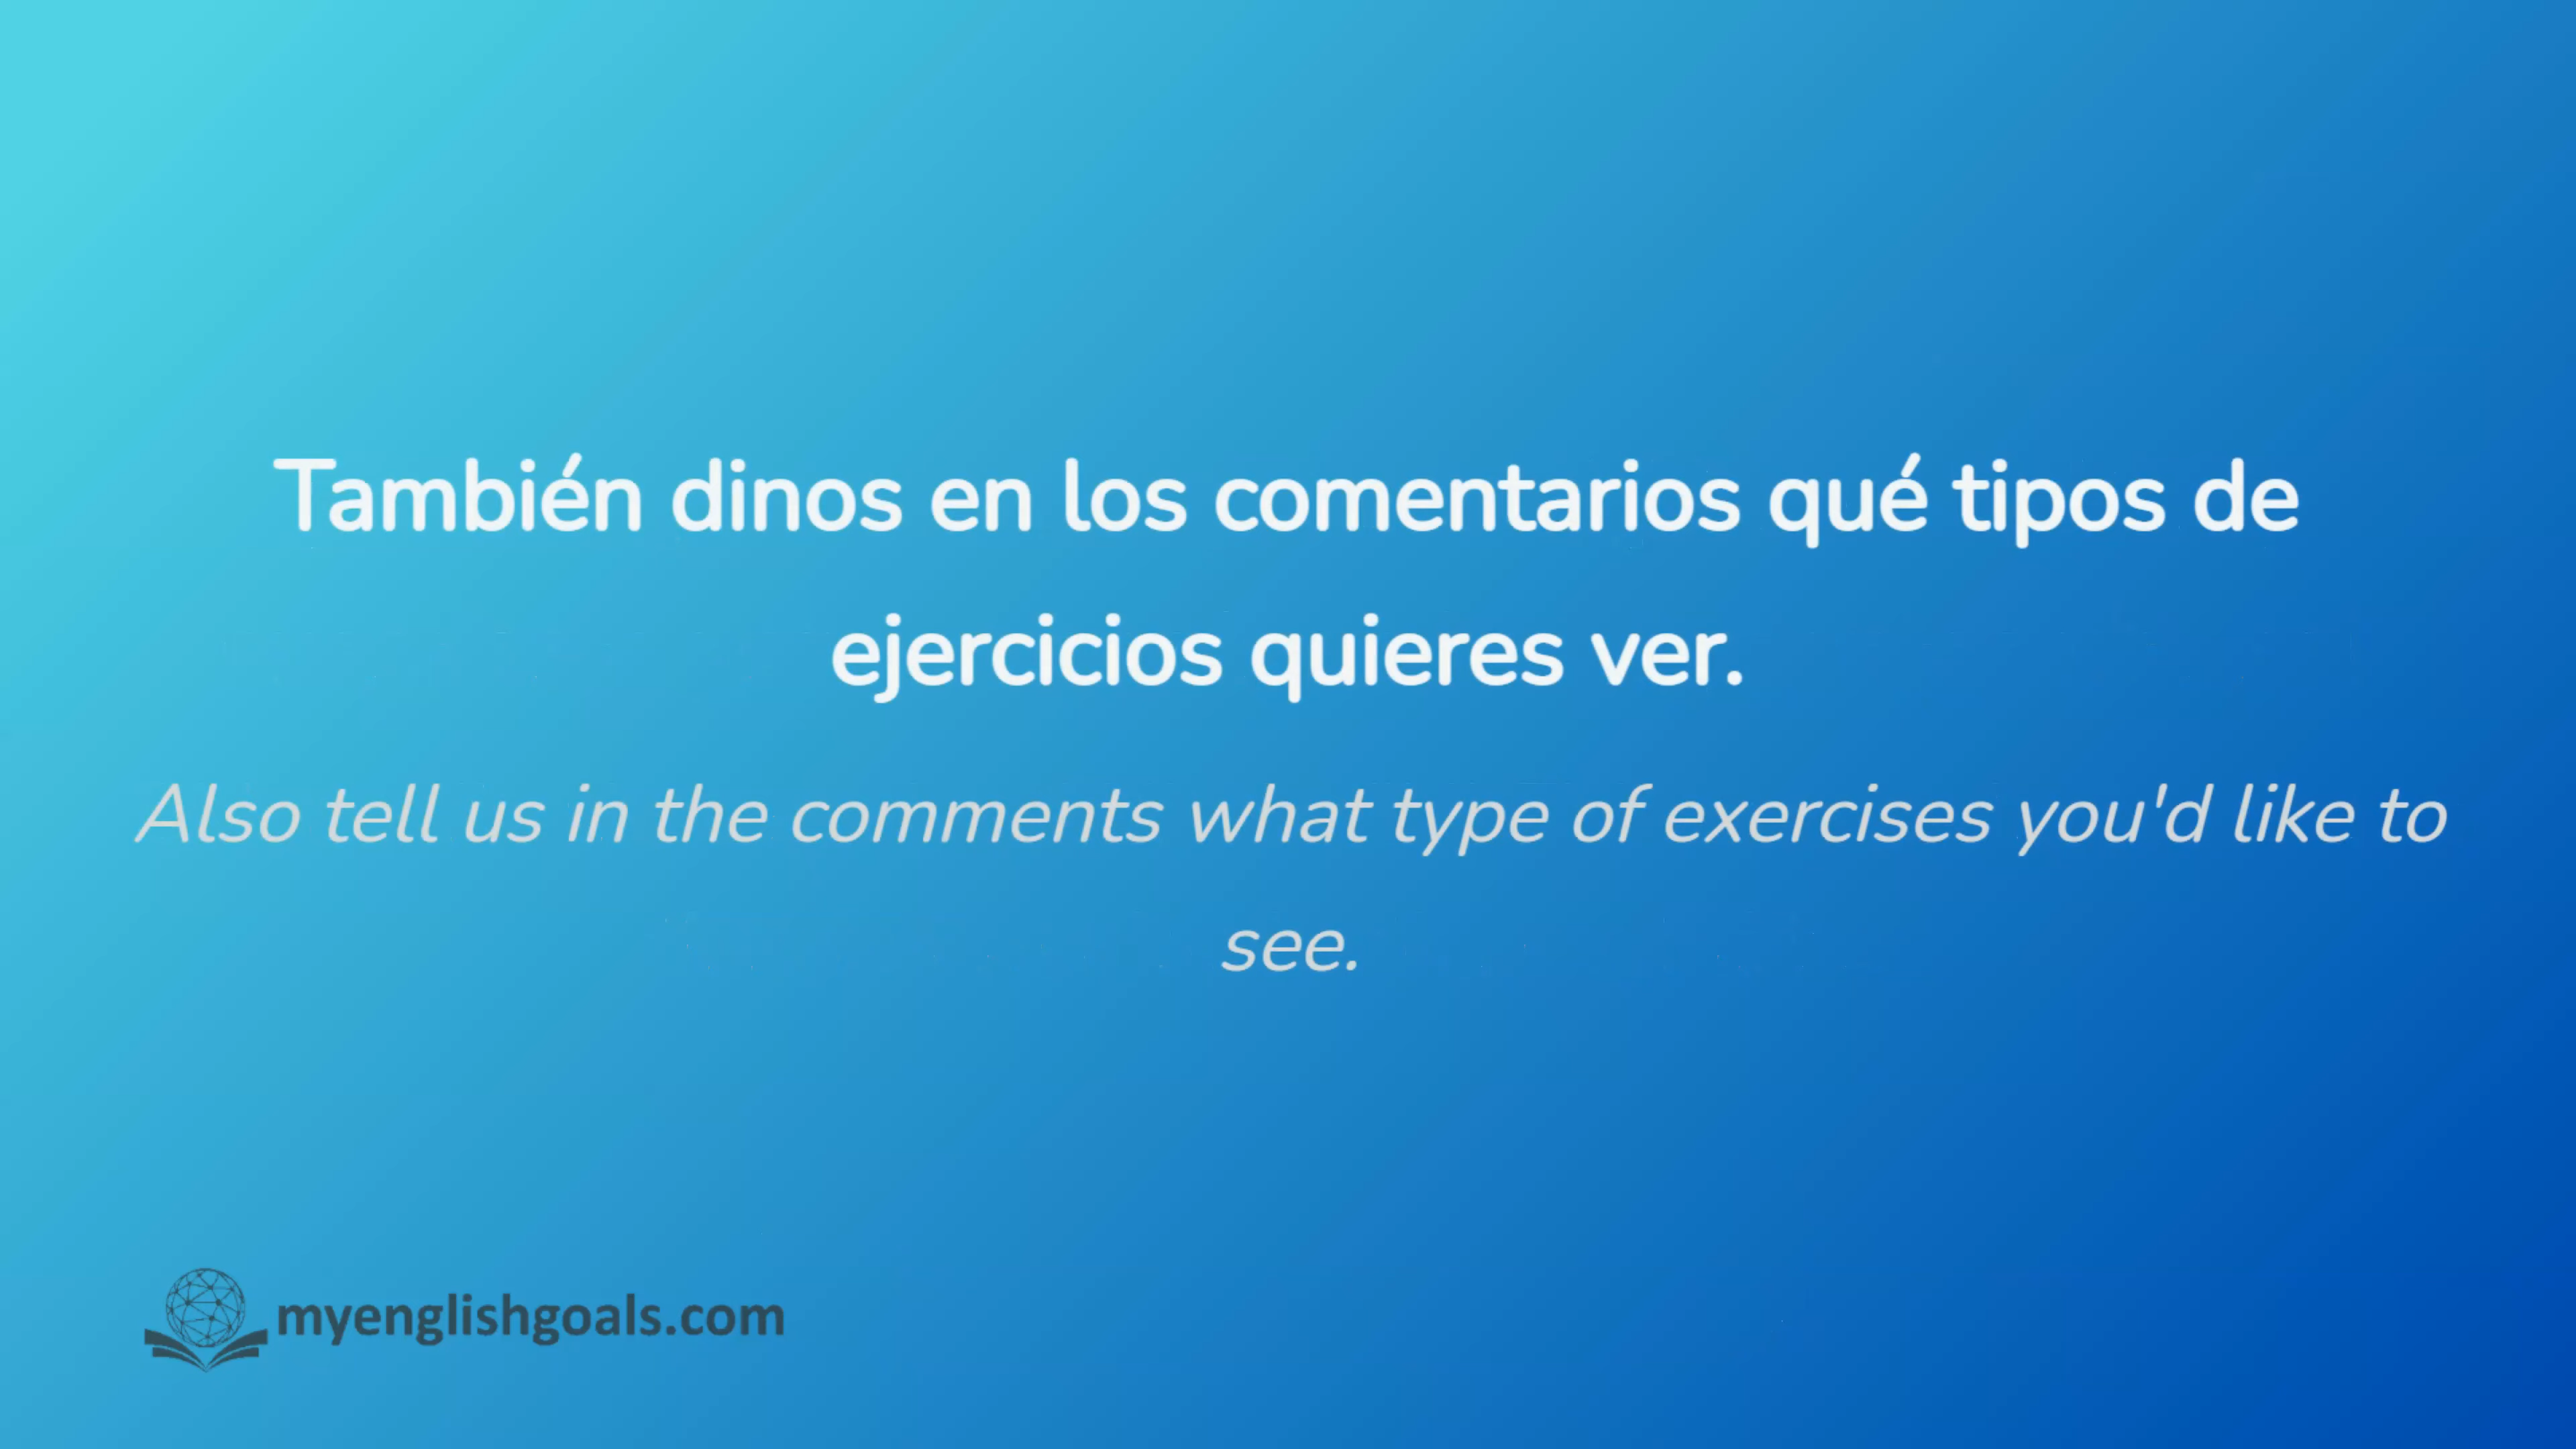 También dinos en los comentarios qué tipos de
ejercicios quieres ver.
Also tell us in the comments what type of exercises you'd like to
see.
myenglishgoals.com